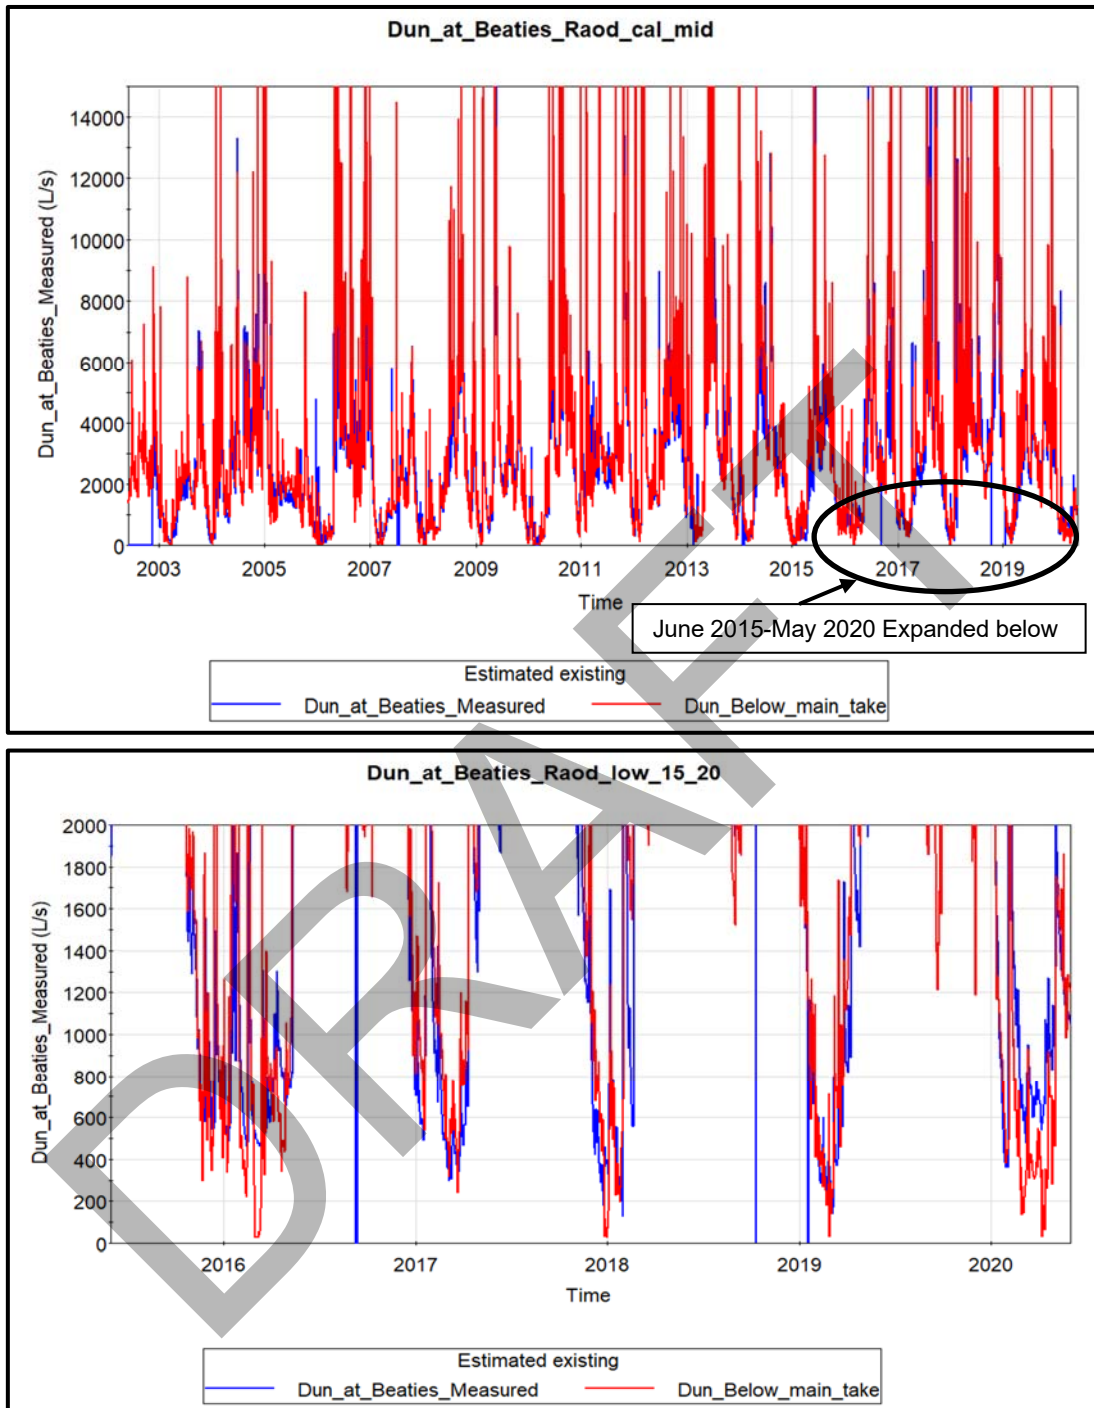 Dun_at_Beaties_Raod_cal_mid
Dun_at_Beaties_Measured (L/s)
14000
12000
10000
8000
6000
4000
2000
0
2003 2005 2007 2009 2011 2013 2015 2017 2019
Time
June 2015-May 2020 Expanded below
Estimated existing
Dun_at_Beaties_Measured Dun_Below_main_take
Dun_at_Beaties_Raod_low_15_20
Dun_at_Beaties_Measured (L/s)
2000
1800
1600
1400
1200
1000
800
600
400
200
0
2016 2017 2018 2019 2020
Time
Estimated existing
Dun_at_Beaties_Measured Dun_Below_main_take
DRAFT